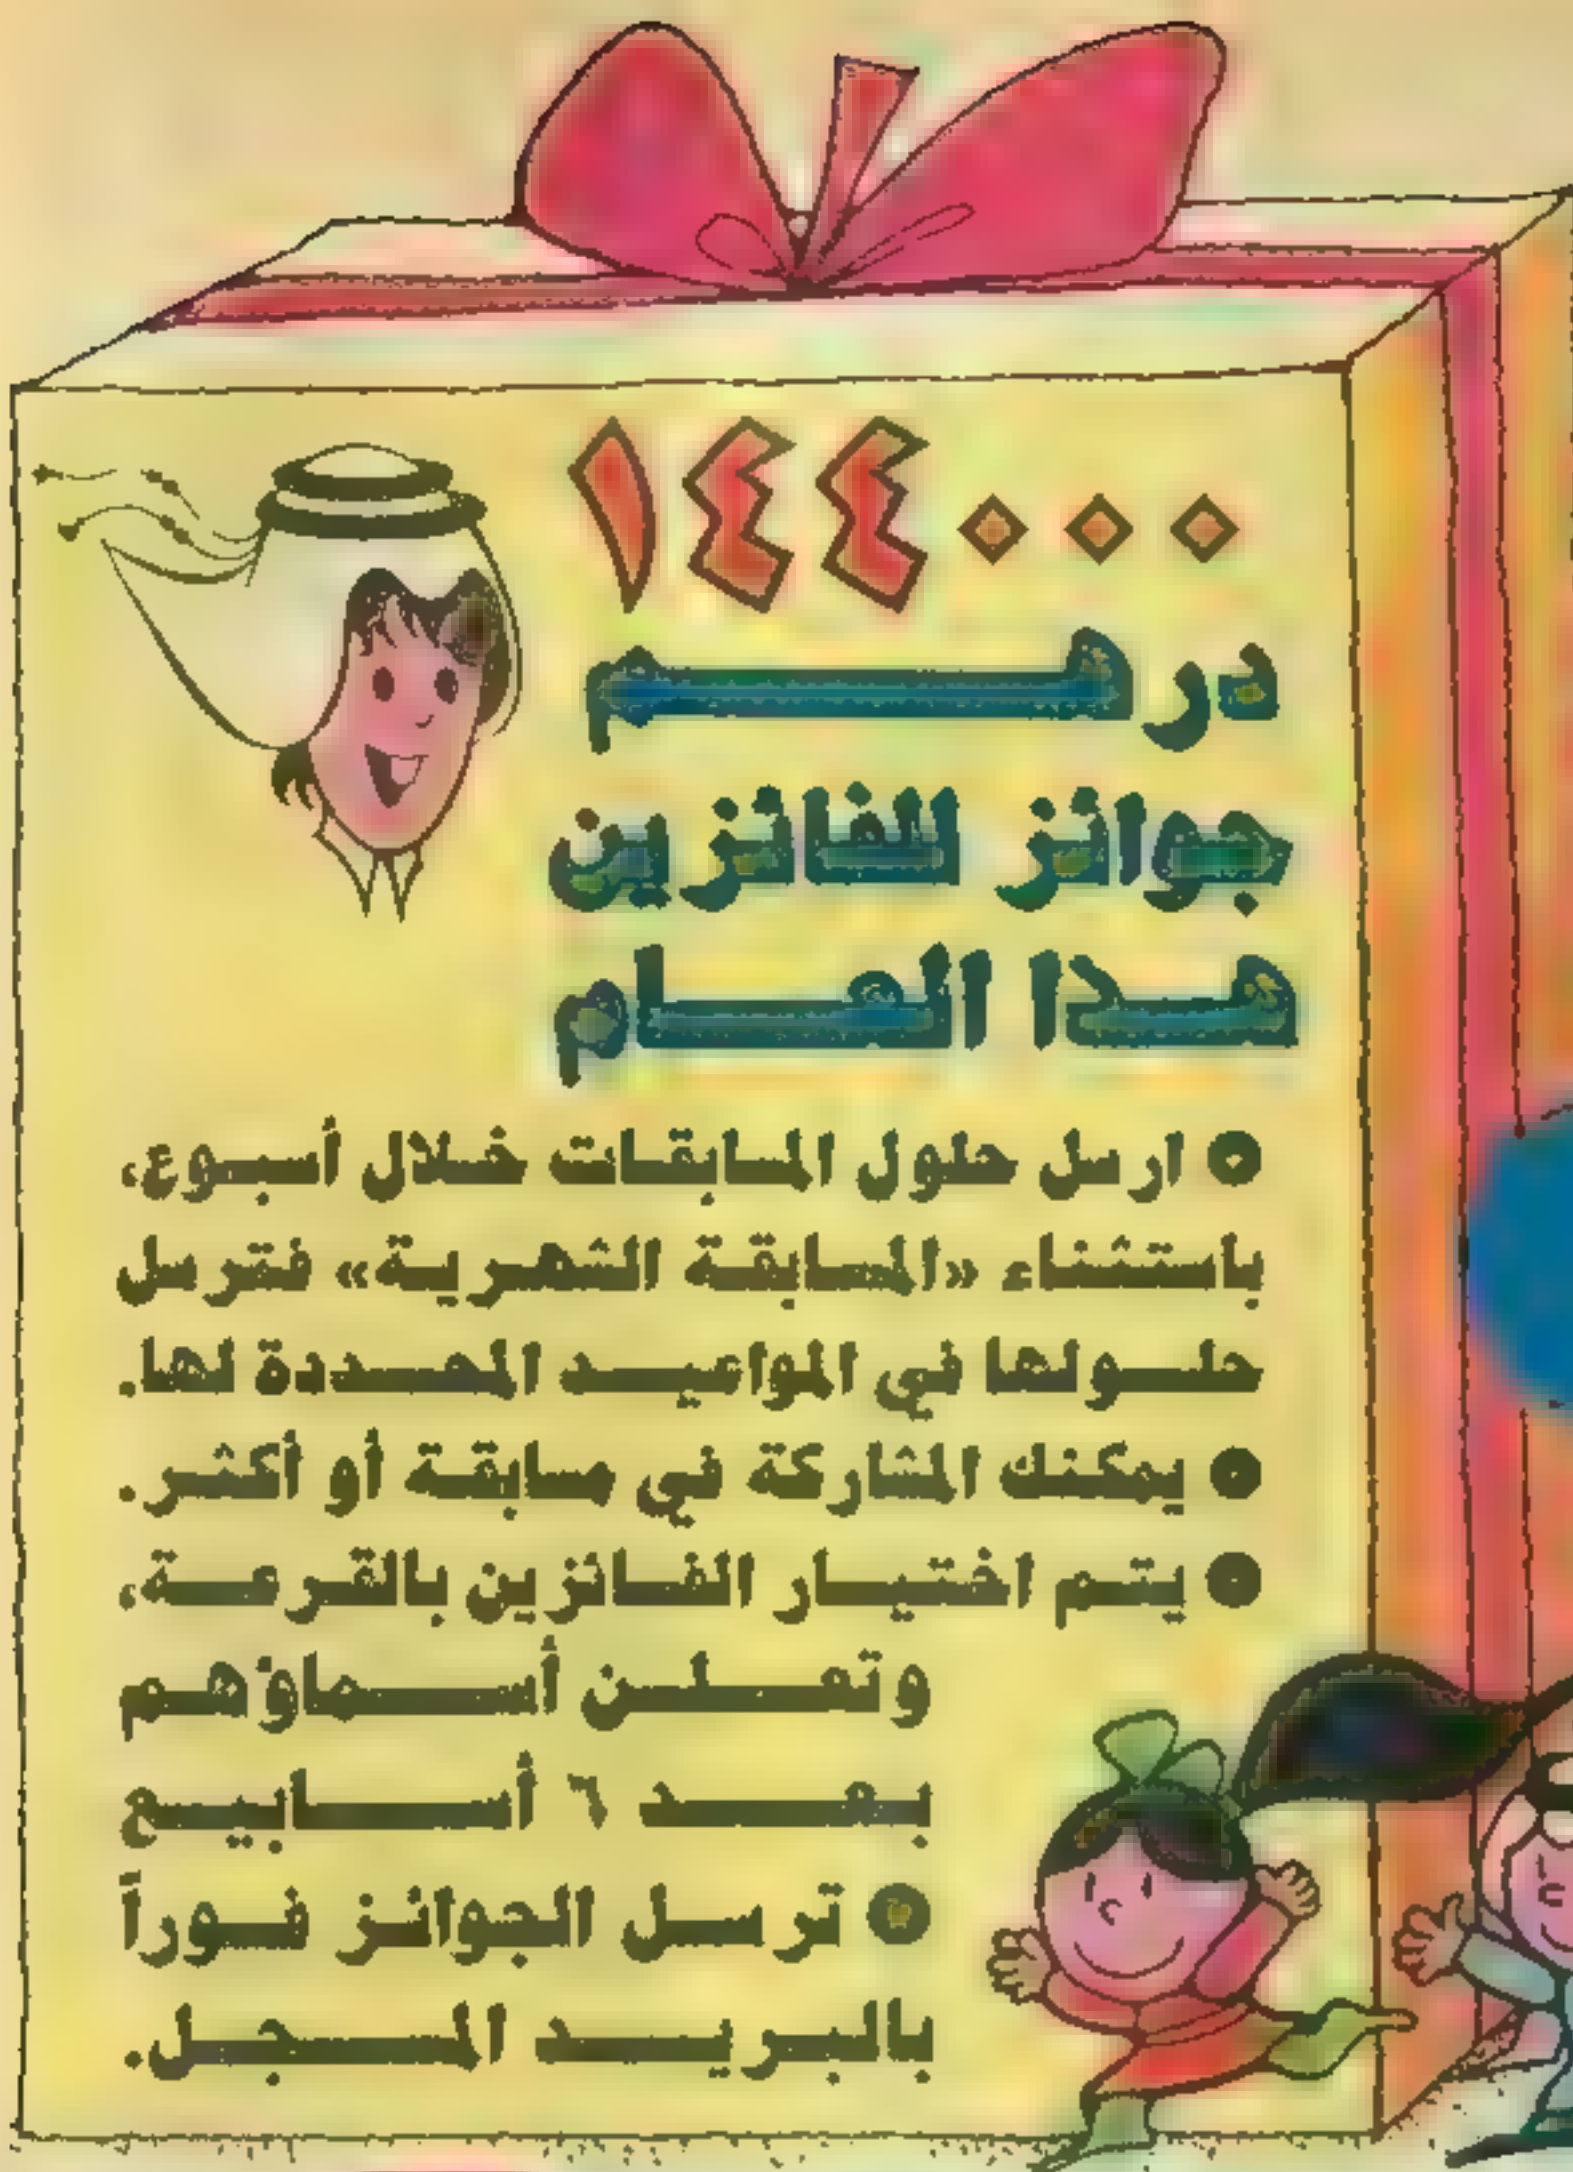 ١٤٤٠٠٠
درهم
جوائز للفائزين
هذا العام
● ارسل حلول المسابقات خلال أسبوع،
باستثناء «المسابقة الشهرية» فترسل
حلولها في المواعيد المحددة لها.
● يمكنك المشاركة في مسابقة أو أكثر.
● يتم اختيار الفائزين بالقرعة،
وتعلن أسماؤهم
بعد ٦ أسابيع
● ترسل الجوائز فوراً
بالبريد المسجل.